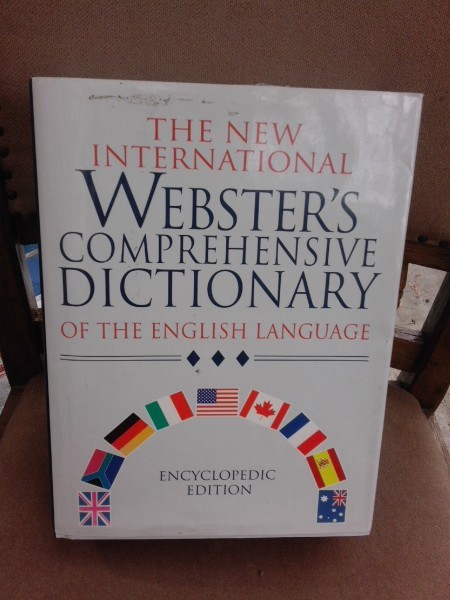 THE NEW
INTERNATIONAL
WEBSTER'S
COMPREHENSIVE
DICTIONARY
OF THE ENGLISH LANGUAGE
ENCYCLOPEDIC
EDITION